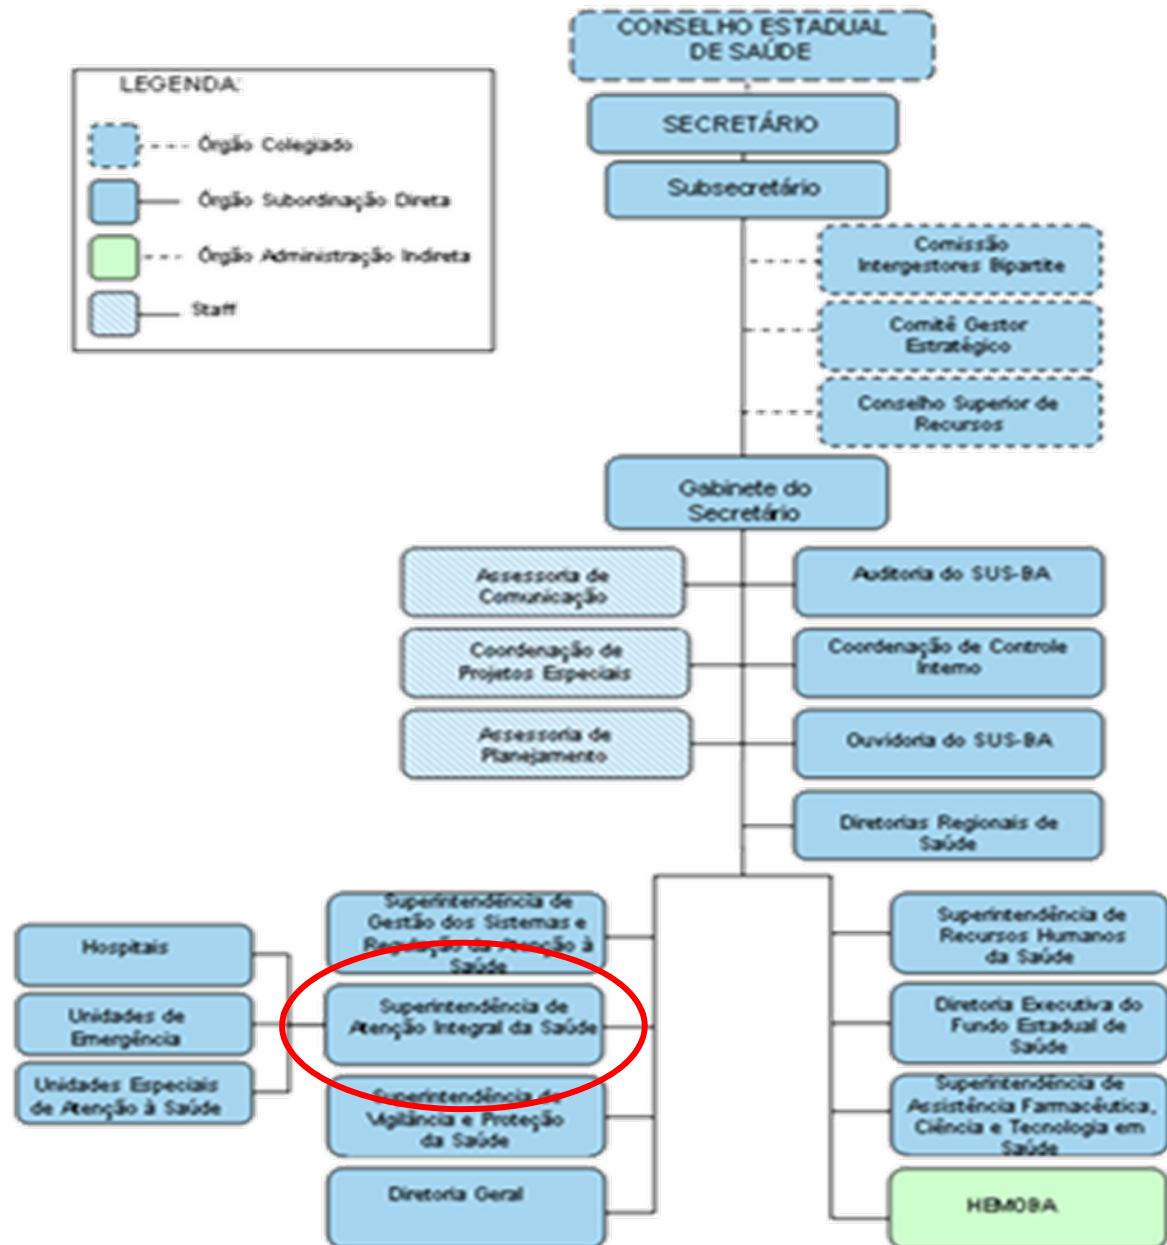 CONSELHO ESTADUAL
DE SAÚDE
LEGENDA:
Órgão Colegiado
Órgão Subordinação Direta
Órgão Administração Indireta
Staff
SECRETÁRIO
Subsecretário
Comissão
Intergestores Bipartite
Comitê Gestor
Estratégico
Conselho Superior de
Recursos
Gabinete do
Secretário
Assessoria de
Comunicação
Auditoria do SUS-BA
Coordenação de
Projetos Especiais
Coordenação de Controle
Interno
Assessoria de
Planejamento
Ouvidoria do SUS-BA
Diretorias Regionais de
Saúde
Hospitais
Unidades de
Emergência
Unidades Especiais
de Atenção à Saúde
Superintendência de
Gestão dos Sistemas e
Regulação da Atenção à
Saúde
Superintendência de
Atenção Integral da Saúde
Superintendência de
Vigilância e Proteção
da Saúde
Diretoria Geral
Superintendência de
Recursos Humanos
da Saúde
Diretoria Executiva do
Fundo Estadual de
Saúde
Superintendência de
Assistência Farmacêutica,
Ciência e Tecnologia em
Saúde
HEMOBA